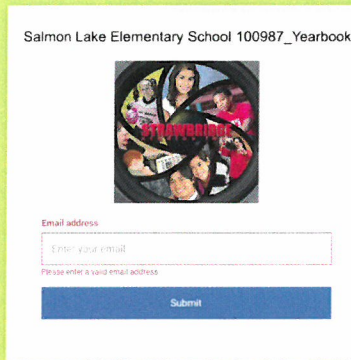 Salmon Lake Elementary School 100987_Yearbook
STRAWBRIDGE
Email address
Enter your email
Please enter a valid email address
Submit